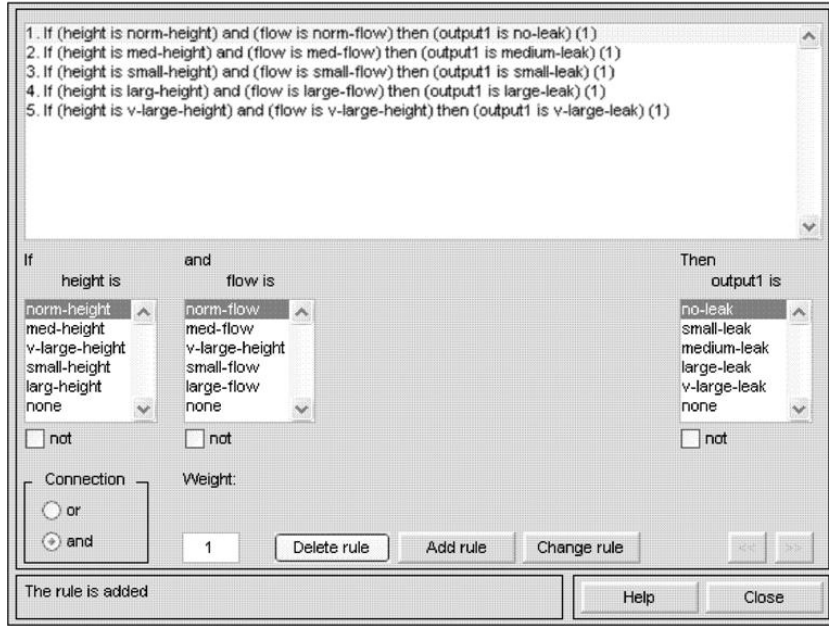 1. If (height is norm-height) and (flow is norm-flow) then (output1 is no-leak) (1)
2. If (height is med-height) and (flow is med-flow) then (output1 is medium-leak) (1)
3. If (height is small-height) and (flow is small-flow) then (output1 is small-leak) (1)
4. If (height is larg-height) and (flow is large-flow) then (output1 is large-leak) (1)
5. If (height is v-large-height) and (flow is v-large-height) then (output1 is v-large-leak) (1)
If
height is
norm-height
med-height
v-large-height
small-height
larg-height
none
not
and
flow is
norm-flow
med-flow
v-large-height
small-flow
large-flow
none
not
Then
output1 is
no-leak
small-leak
medium-leak
large-leak
v-large-leak
none
not
Connection
or
and
Weight:
1
Delete rule
Add rule
Change rule
<<
>>
The rule is added
Help
Close